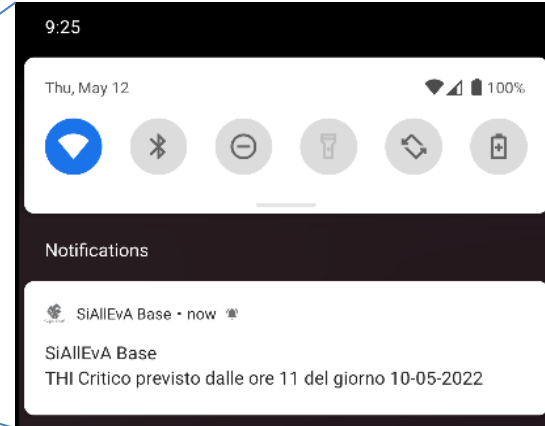 9:25
Thu, May 12 100%
Notifications
SiAllEvA Base • now
SiAllEvA Base
THI Critico previsto dalle ore 11 del giorno 10-05-2022